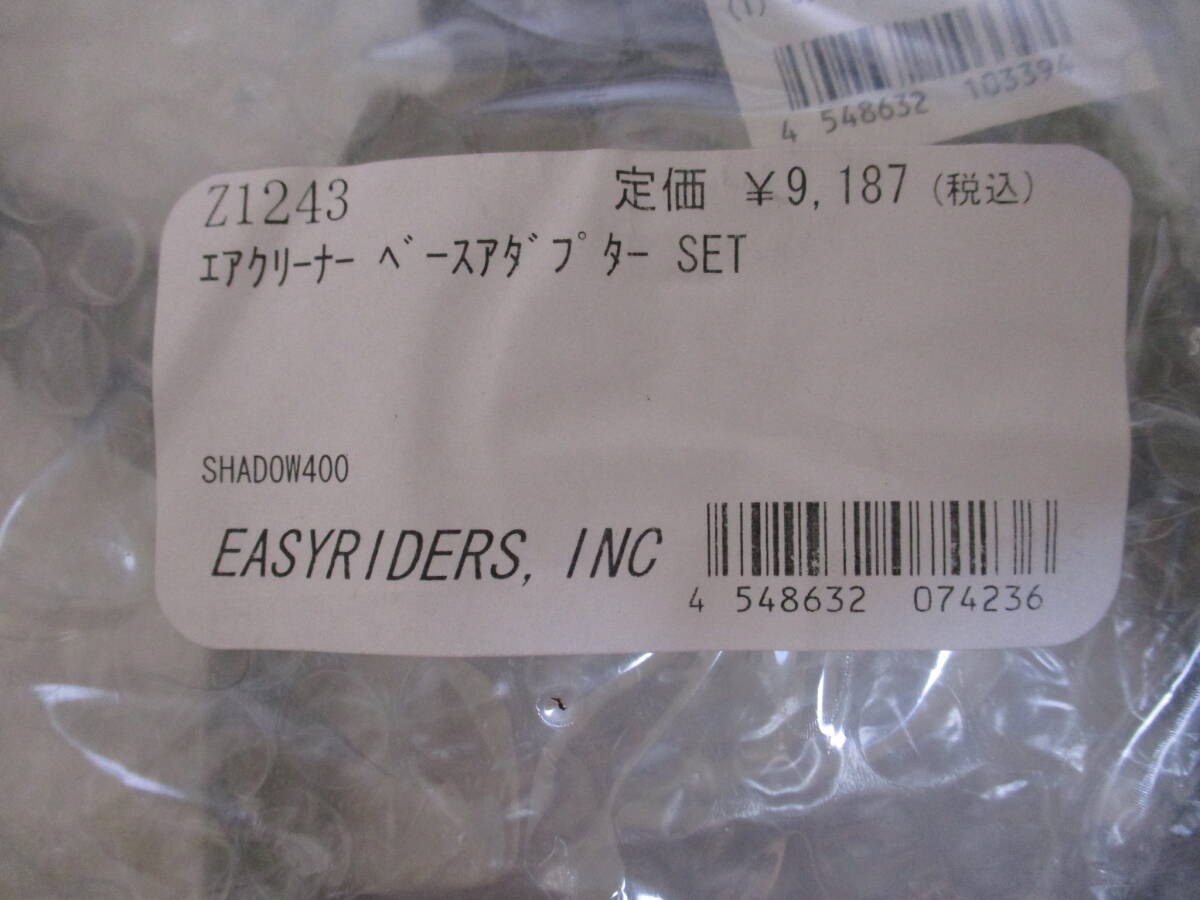 4 548632 103394
Z1243 定価 ¥9,187(税込)
ｴｱｸﾘｰﾅｰ ﾍﾞｰｽｱﾀﾞﾌﾟﾀｰ SET
SHADOW400
EASYRIDERS, INC
4 548632 074236